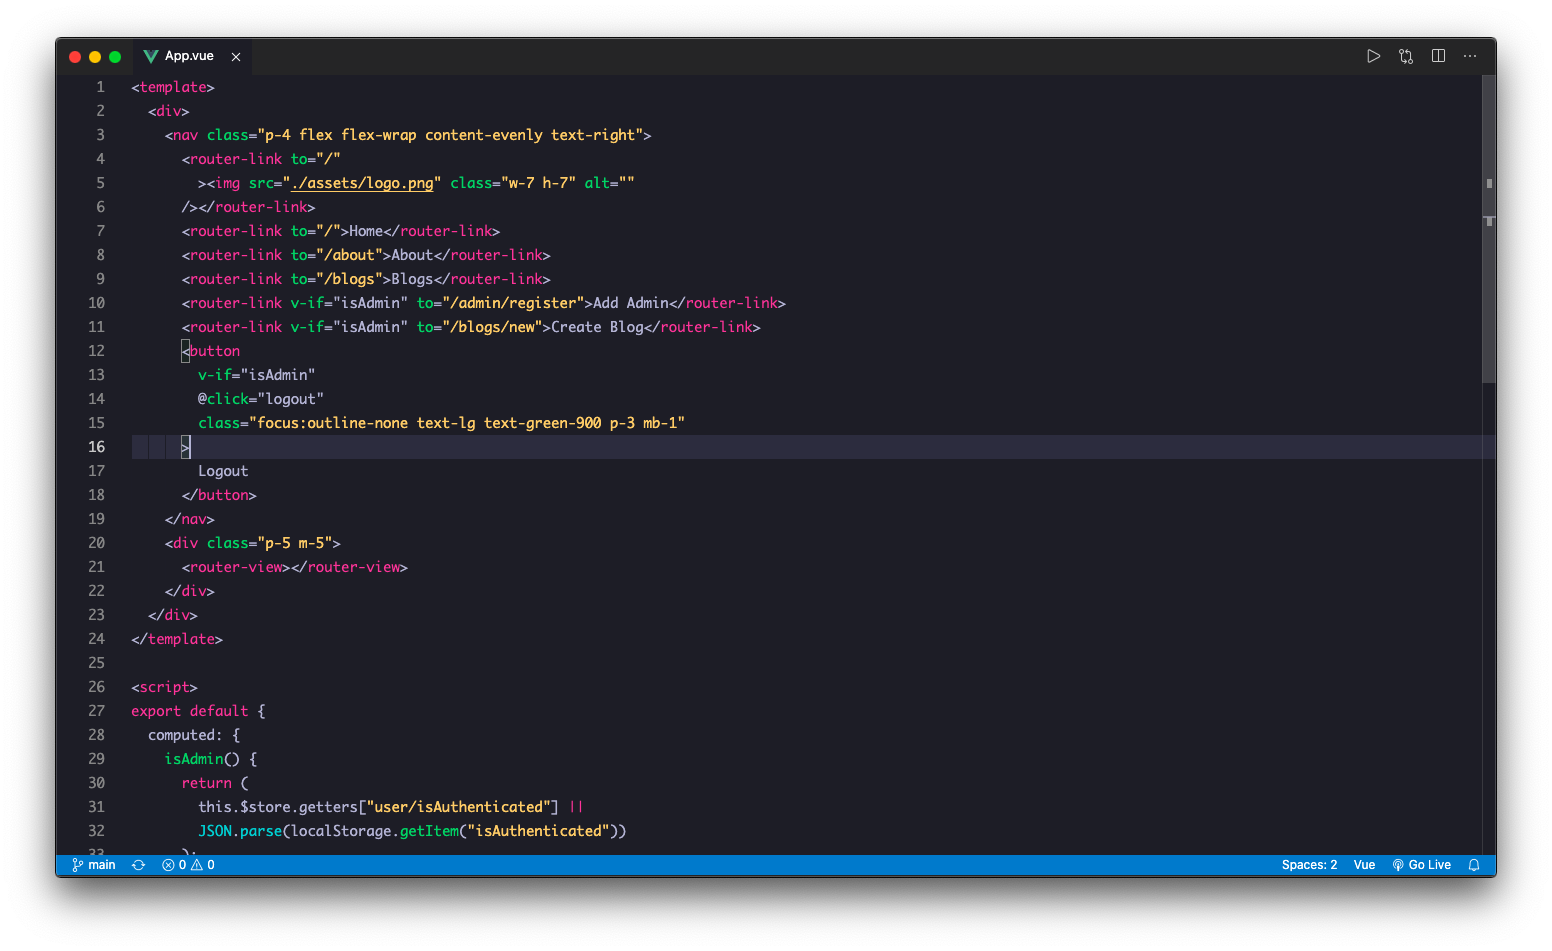 App.vue
1 <template>
2 <div>
3 <nav class="p-4 flex flex-wrap content-evenly text-right">
4 <router-link to="/"
5 ><img src="./assets/logo.png" class="w-7 h-7" alt=""
6 /></router-link>
7 <router-link to="/">Home</router-link>
8 <router-link to="/about">About</router-link>
9 <router-link to="/blogs">Blogs</router-link>
10 <router-link v-if="isAdmin" to="/admin/register">Add Admin</router-link>
11 <router-link v-if="isAdmin" to="/blogs/new">Create Blog</router-link>
12 <button
13 v-if="isAdmin"
14 @click="logout"
15 class="focus:outline-none text-lg text-green-900 p-3 mb-1"
16 >
17 Logout
18 </button>
19 </nav>
20 <div class="p-5 m-5">
21 <router-view></router-view>
22 </div>
23 </div>
24 </template>
25
26 <script>
27 export default {
28 computed: {
29 isAdmin() {
30 return (
31 this.$store.getters["user/isAuthenticated"] ||
32 JSON.parse(localStorage.getItem("isAuthenticated"))
33 );
main 0 0 Spaces: 2 Vue Go Live